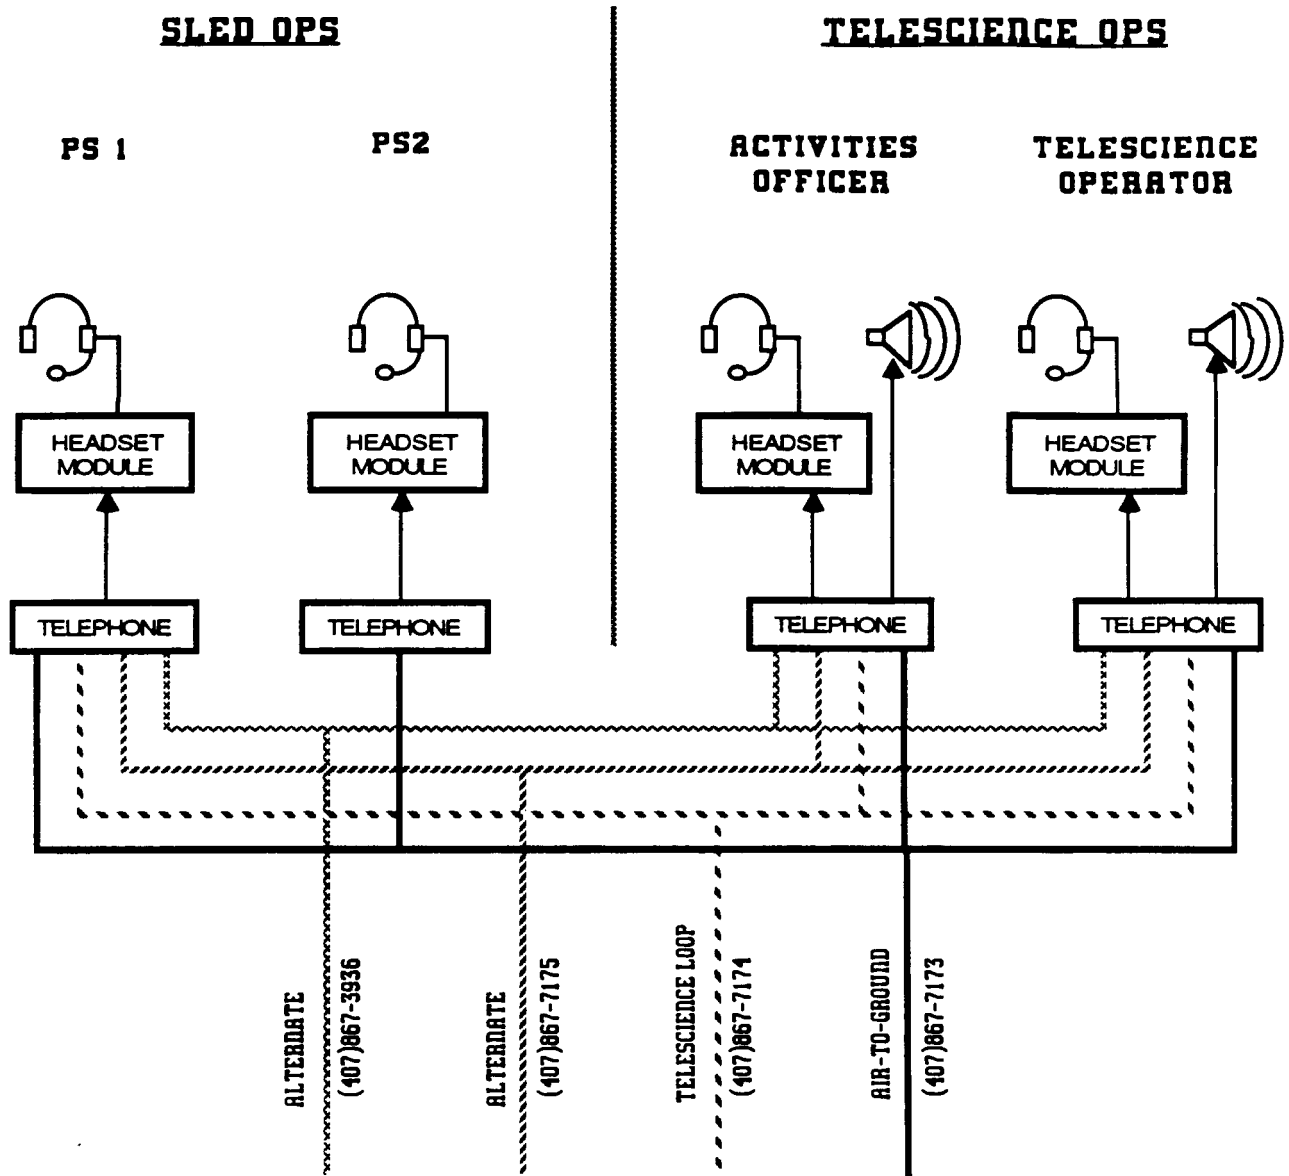 SLED OPS
TELESCIENCE OPS
PS 1
PS2
ACTIVITIES
OFFICER
TELESCIENCE
OPERATOR
HEADSET
MODULE
HEADSET
MODULE
HEADSET
MODULE
HEADSET
MODULE
TELEPHONE
TELEPHONE
TELEPHONE
TELEPHONE
ALTERNATE
(407)867-3936
ALTERNATE
(407)867-7175
TELESCIENCE LOOP
(407)867-7174
AIR-TO-GROUND
(407)867-7173